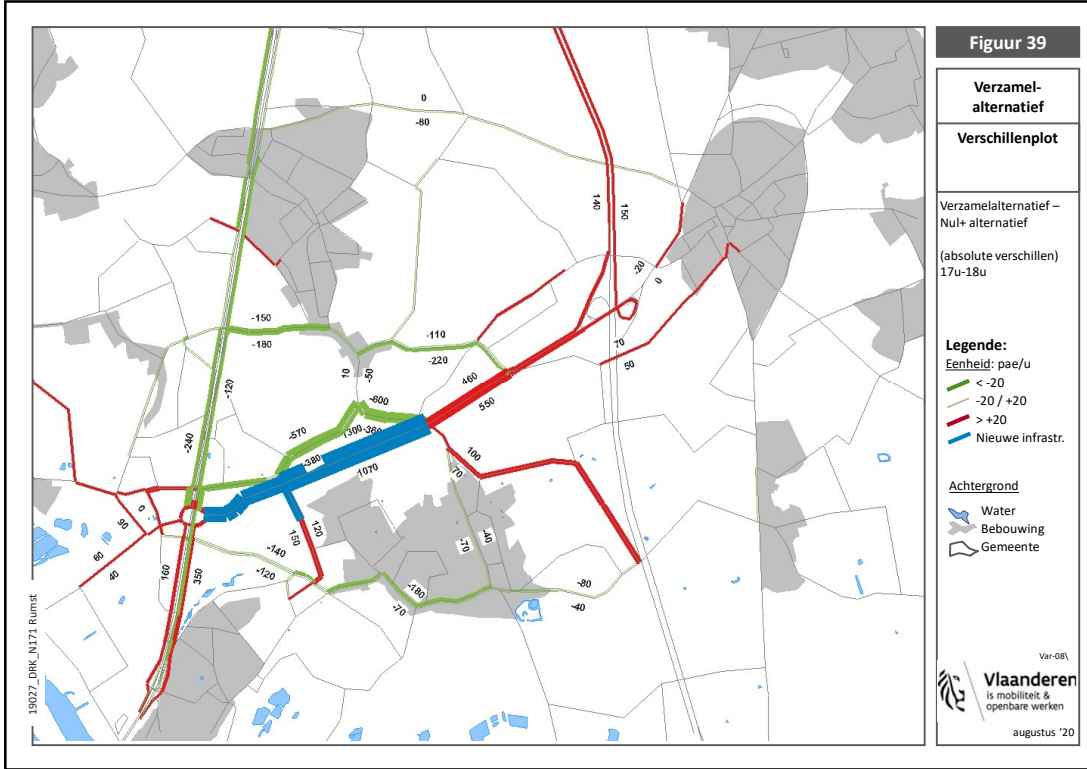 0
-80
140
150
-20
0
-150
-180
-110
-220
70
50
10
-50
-120
460
550
-600
-570
1300
-360
-380
1070
-240
100
-70
0
90
60
40
160
350
-140
-120
150
120
-40
-70
-180
-70
-80
-40
19027_DRK_N171 Rumst
Figuur 39
Verzamel-
alternatief
Verschillenplot
Verzamelalternatief –
Nul+ alternatief
(absolute verschillen)
17u-18u
Legende:
Eenheid: pae/u
< -20
-20 / +20
> +20
Nieuwe infrastr.
Achtergrond
Water
Bebouwing
Gemeente
Var-08\
Vlaanderen
is mobiliteit &
openbare werken
augustus '20